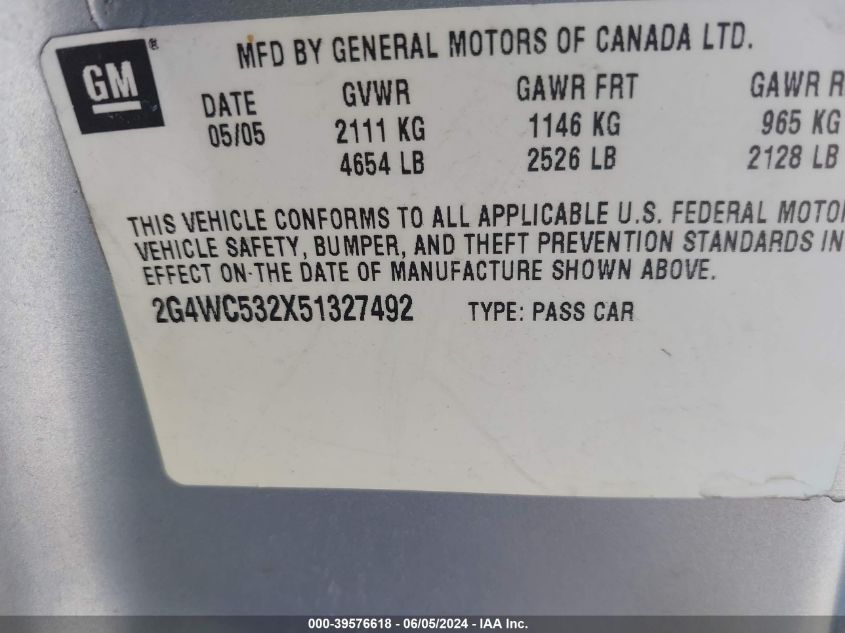 GM ®
MFD BY GENERAL MOTORS OF CANADA LTD.
DATE GVWR GAWR FRT GAWR R
05/05 2111 KG 1146 KG 965 KG
4654 LB 2526 LB 2128 LB
THIS VEHICLE CONFORMS TO ALL APPLICABLE U.S. FEDERAL MOTOR
VEHICLE SAFETY, BUMPER, AND THEFT PREVENTION STANDARDS IN
EFFECT ON THE DATE OF MANUFACTURE SHOWN ABOVE.
2G4WC532X51327492 TYPE: PASS CAR
000-39576618 - 06/05/2024 - IAA Inc.